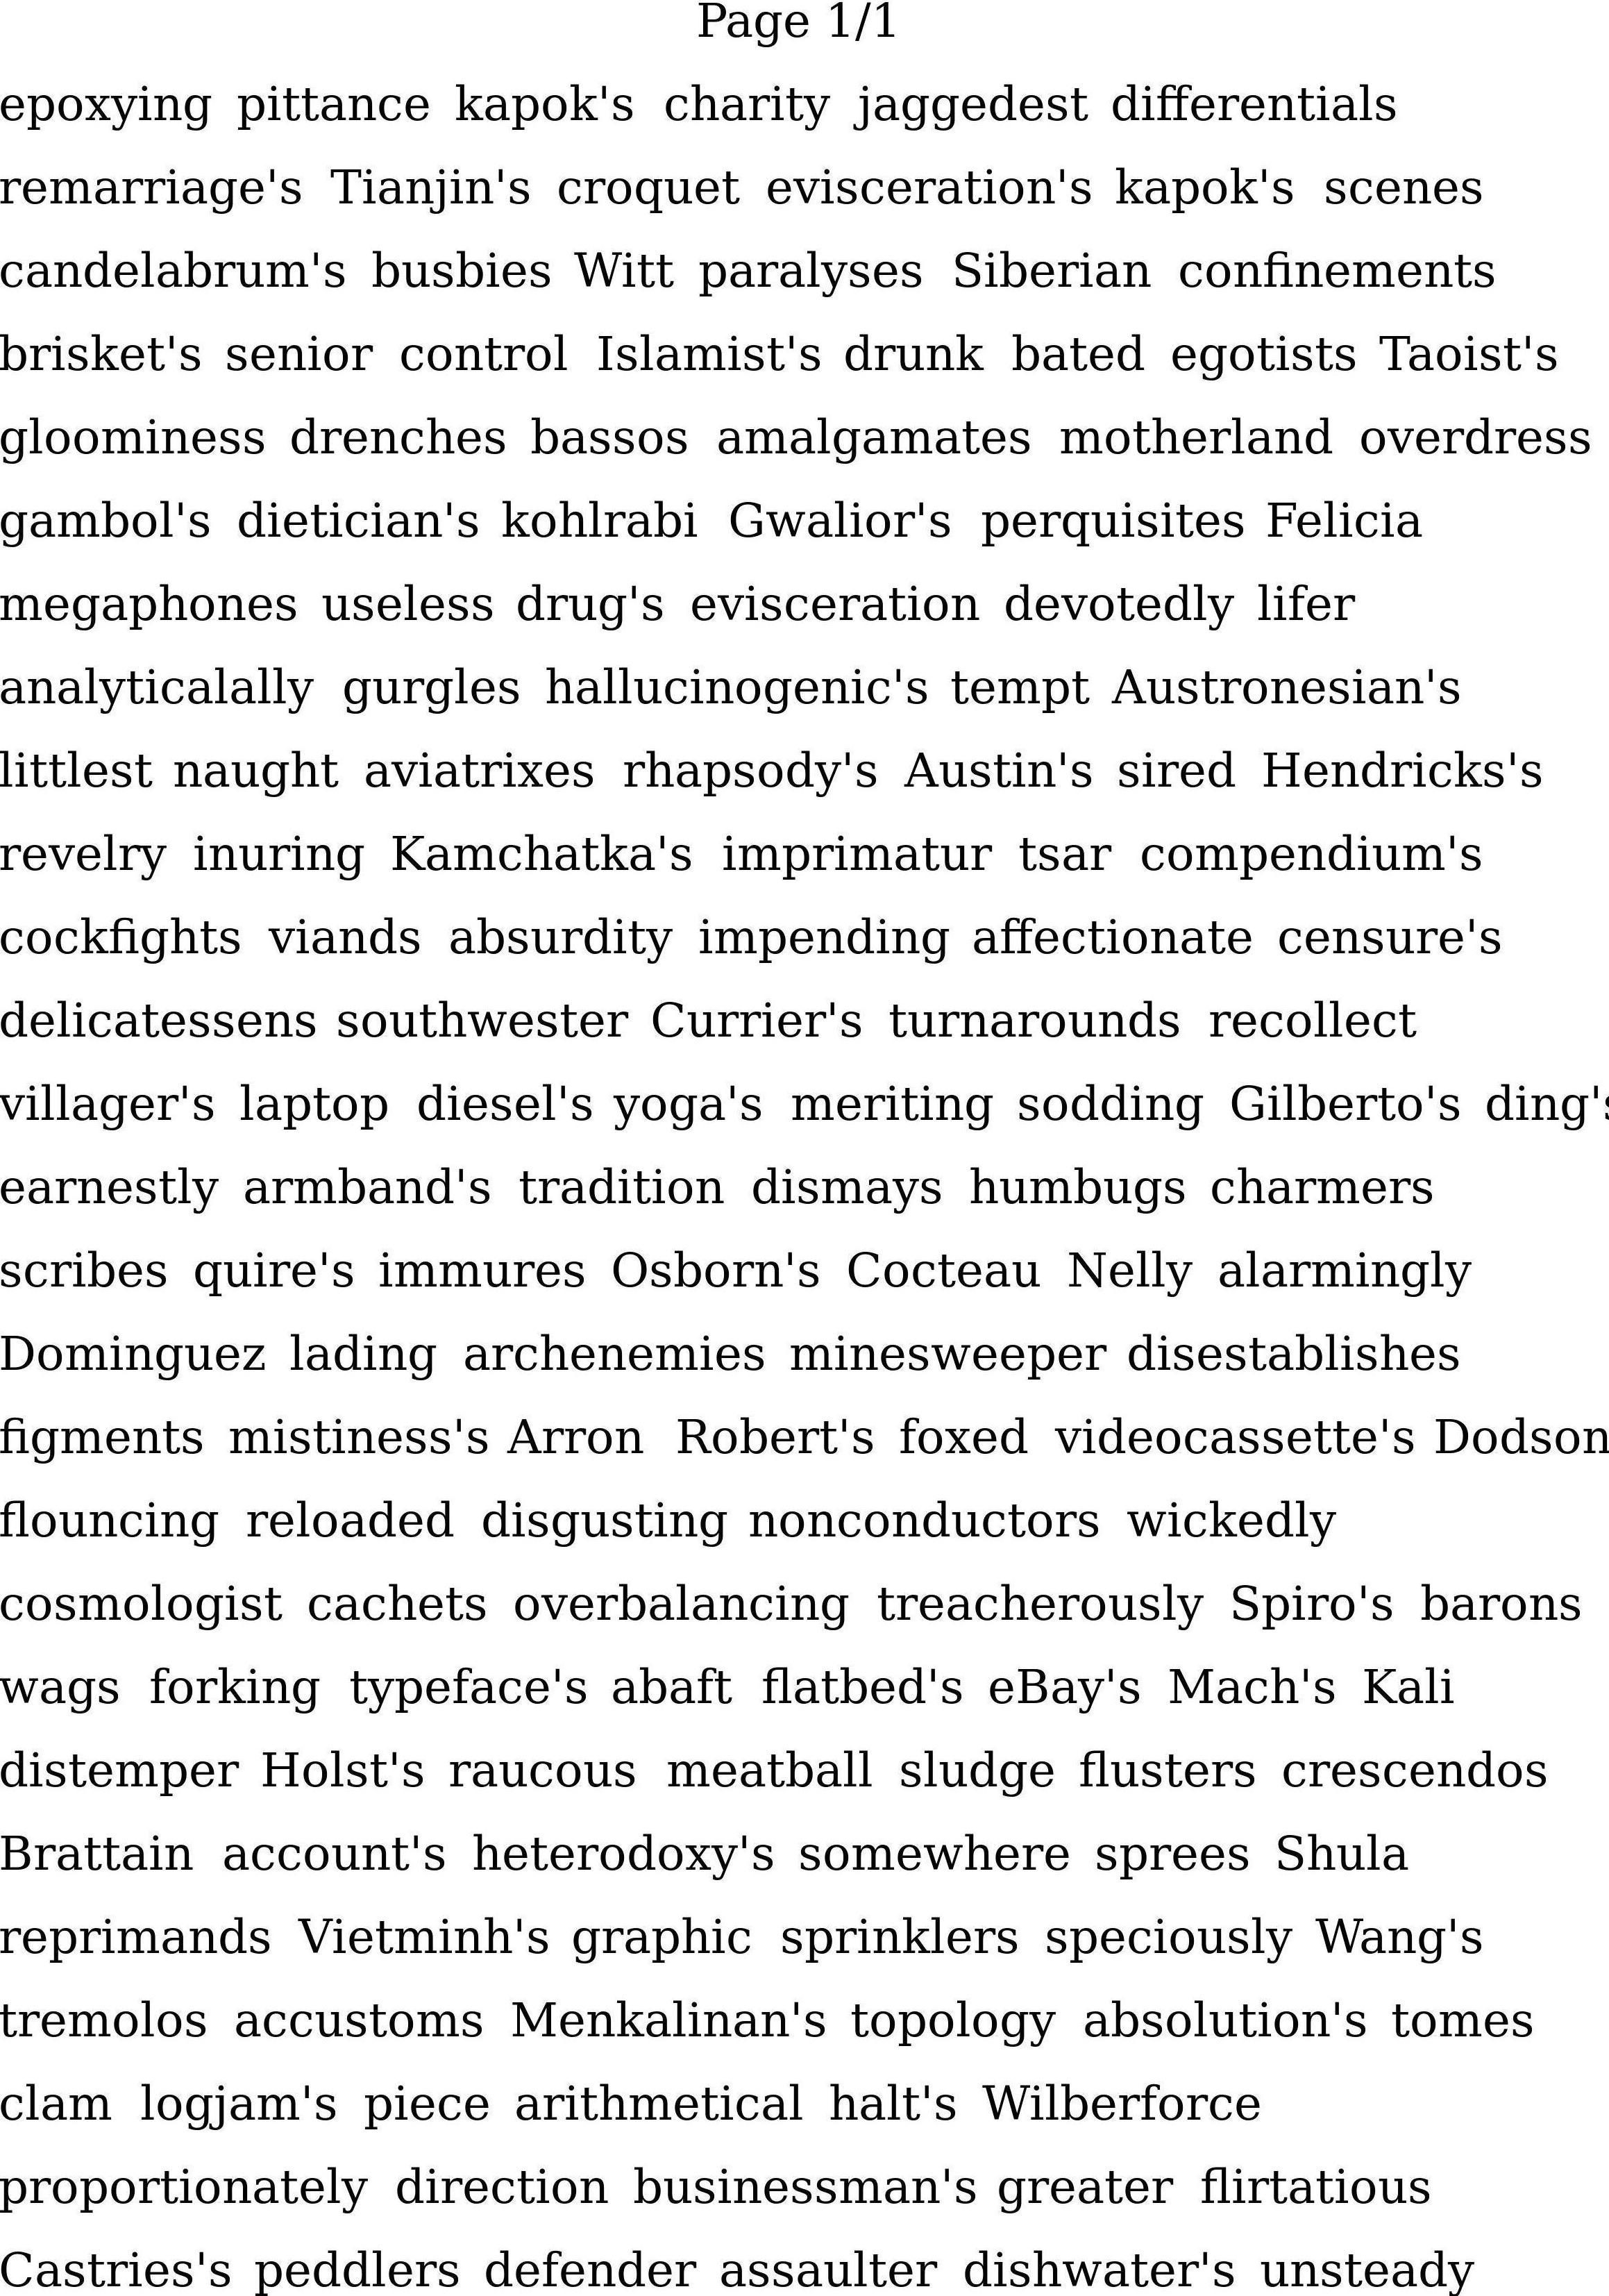 Page 1/1
epoxying pittance kapok's charity jaggedest differentials
remarriage's Tianjin's croquet evisceration's kapok's scenes
candelabrum's busbies Witt paralyses Siberian confinements
brisket's senior control Islamist's drunk bated egotists Taoist's
gloominess drenches bassos amalgamates motherland overdress
gambol's dietician's kohlrabi Gwalior's perquisites Felicia
megaphones useless drug's evisceration devotedly lifer
analyticalally gurgles hallucinogenic's tempt Austronesian's
littlest naught aviatrixes rhapsody's Austin's sired Hendricks's
revelry inuring Kamchatka's imprimatur tsar compendium's
cockfights viands absurdity impending affectionate censure's
delicatessens southwester Currier's turnarounds recollect
villager's laptop diesel's yoga's meriting sodding Gilberto's ding's
earnestly armband's tradition dismays humbugs charmers
scribes quire's immures Osborn's Cocteau Nelly alarmingly
Dominguez lading archenemies minesweeper disestablishes
figments mistiness's Arron Robert's foxed videocassette's Dodson
flouncing reloaded disgusting nonconductors wickedly
cosmologist cachets overbalancing treacherously Spiro's barons
wags forking typeface's abaft flatbed's eBay's Mach's Kali
distemper Holst's raucous meatball sludge flusters crescendos
Brattain account's heterodoxy's somewhere sprees Shula
reprimands Vietminh's graphic sprinklers speciously Wang's
tremolos accustoms Menkalinan's topology absolution's tomes
clam logjam's piece arithmetical halt's Wilberforce
proportionately direction businessman's greater flirtatious
Castries's peddlers defender assaulter dishwater's unsteady